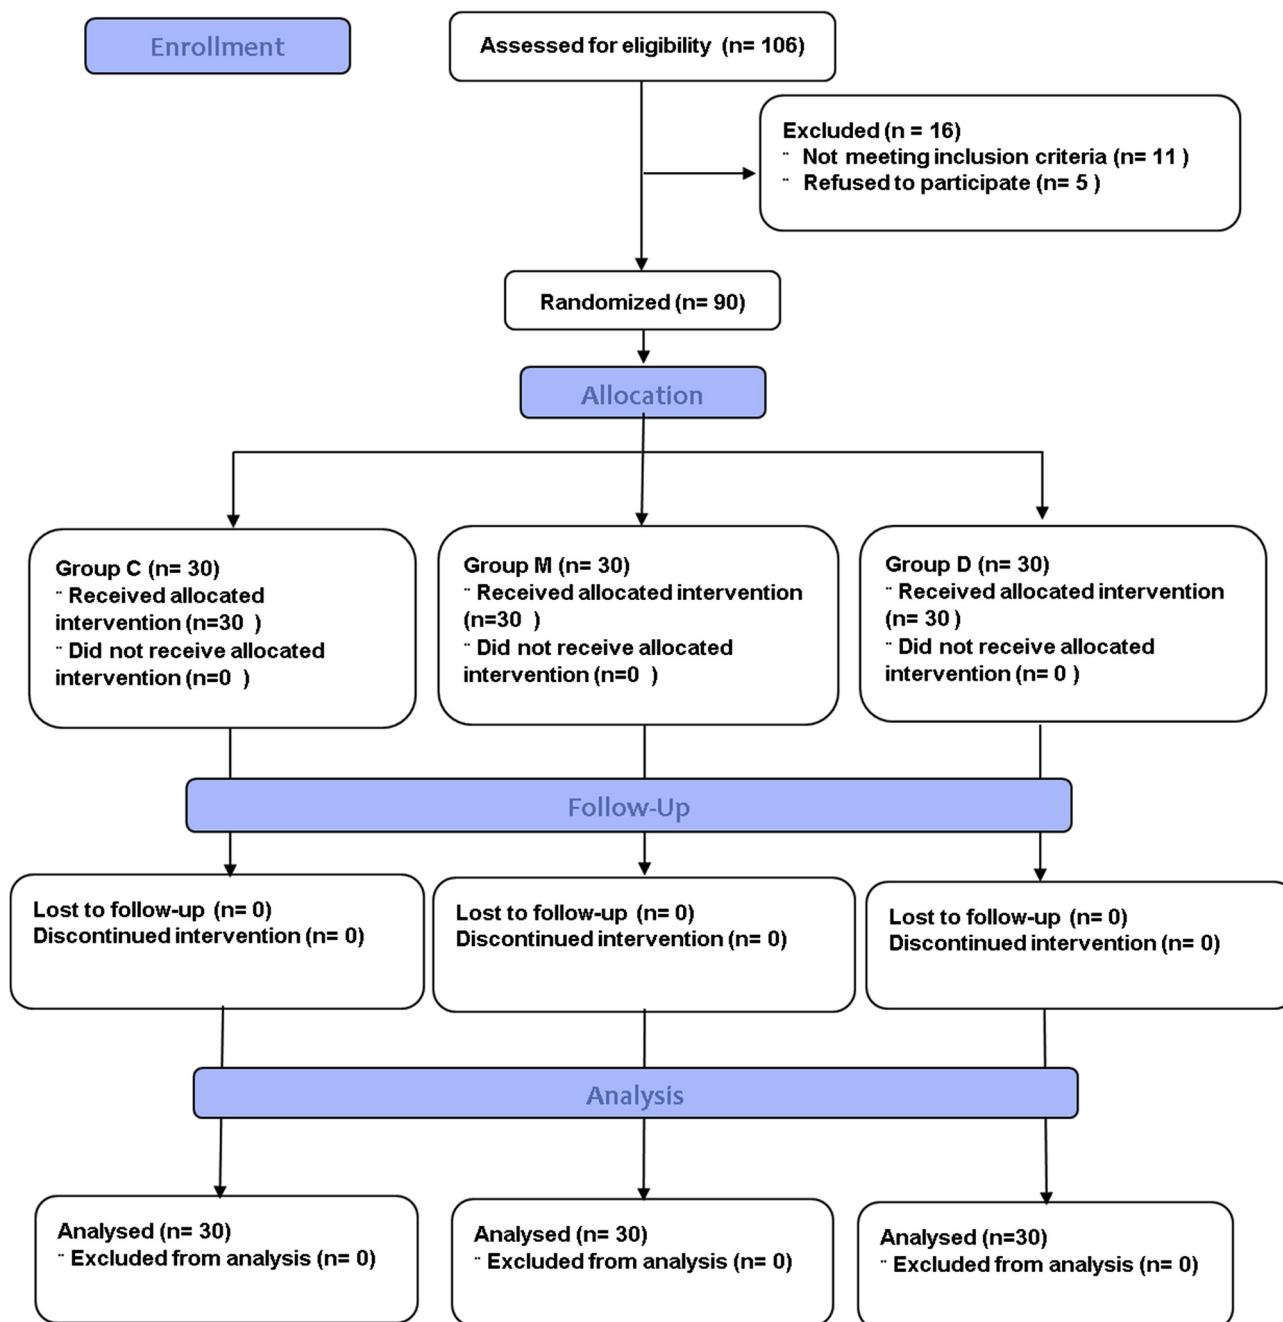 Enrollment
Assessed for eligibility (n= 106)
Excluded (n = 16)
¨ Not meeting inclusion criteria (n= 11 )
¨ Refused to participate (n= 5 )
Randomized (n= 90)
Allocation
Group C (n= 30)
¨ Received allocated
intervention (n=30 )
¨ Did not receive allocated
intervention (n=0 )
Group M (n= 30)
¨ Received allocated intervention
(n=30 )
¨ Did not receive allocated
intervention (n=0 )
Group D (n= 30)
¨ Received allocated intervention
(n= 30 )
¨ Did not receive allocated
intervention (n= 0 )
Follow-Up
Lost to follow-up (n= 0)
Discontinued intervention (n= 0)
Lost to follow-up (n= 0)
Discontinued intervention (n= 0)
Lost to follow-up (n= 0)
Discontinued intervention (n= 0)
Analysis
Analysed (n= 30)
¨ Excluded from analysis (n= 0)
Analysed (n= 30)
¨ Excluded from analysis (n= 0)
Analysed (n=30)
¨ Excluded from analysis (n= 0)